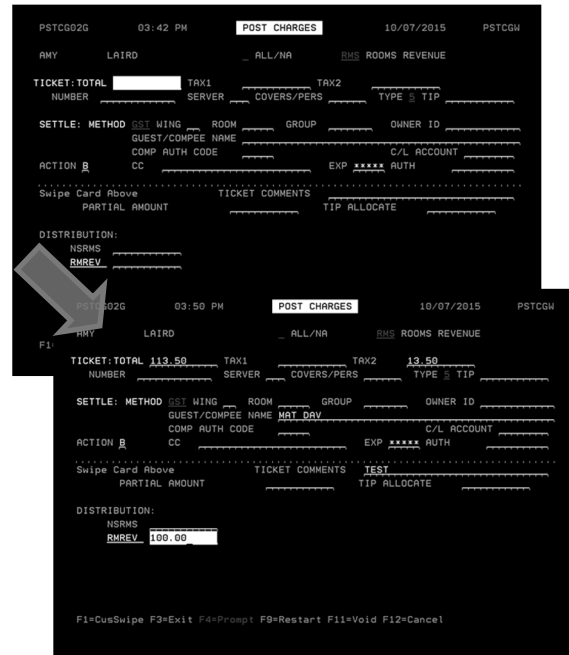 PSTCG02G 03:42 PM POST CHARGES 10/07/2015 PSTCGW
AMY LAIRD _ ALL/NA RMS ROOMS REVENUE
TICKET:TOTAL TAX1 TAX2
NUMBER SERVER COVERS/PERS TYPE 5 TIP
SETTLE: METHOD GST WING ROOM GROUP OWNER ID
GUEST/COMPEE NAME
COMP AUTH CODE C/L ACCOUNT
ACTION B CC EXP ***** AUTH
Swipe Card Above TICKET COMMENTS
PARTIAL AMOUNT TIP ALLOCATE
DISTRIBUTION:
NSRMS
RMREV
F1
PSTCG02G 03:50 PM POST CHARGES 10/07/2015 PSTCGW
AMY LAIRD _ ALL/NA RMS ROOMS REVENUE
TICKET:TOTAL 113.50 TAX1 TAX2 13.50
NUMBER SERVER COVERS/PERS TYPE 5 TIP
SETTLE: METHOD GST WING ROOM GROUP OWNER ID
GUEST/COMPEE NAME MAT DAV
COMP AUTH CODE C/L ACCOUNT
ACTION B CC EXP ***** AUTH
Swipe Card Above TICKET COMMENTS TEST
PARTIAL AMOUNT TIP ALLOCATE
DISTRIBUTION:
NSRMS
RMREV 100.00
F1=CusSwipe F3=Exit F4=Prompt F9=Restart F11=Void F12=Cancel